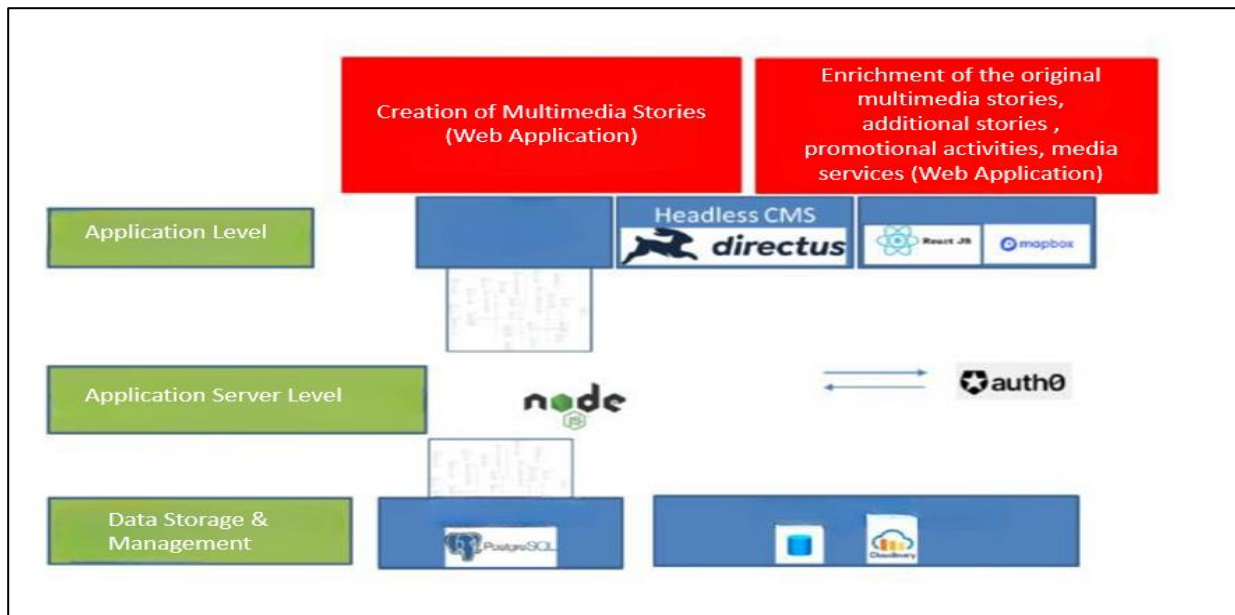 Creation of Multimedia Stories
(Web Application)
Enrichment of the original
multimedia stories,
additional stories ,
promotional activities, media
services (Web Application)
Application Level
Headless CMS
directus
React JS
mapbox
Application Server Level
node
JS
auth0
Data Storage &
Management
PostgreSQL
Cloudinary